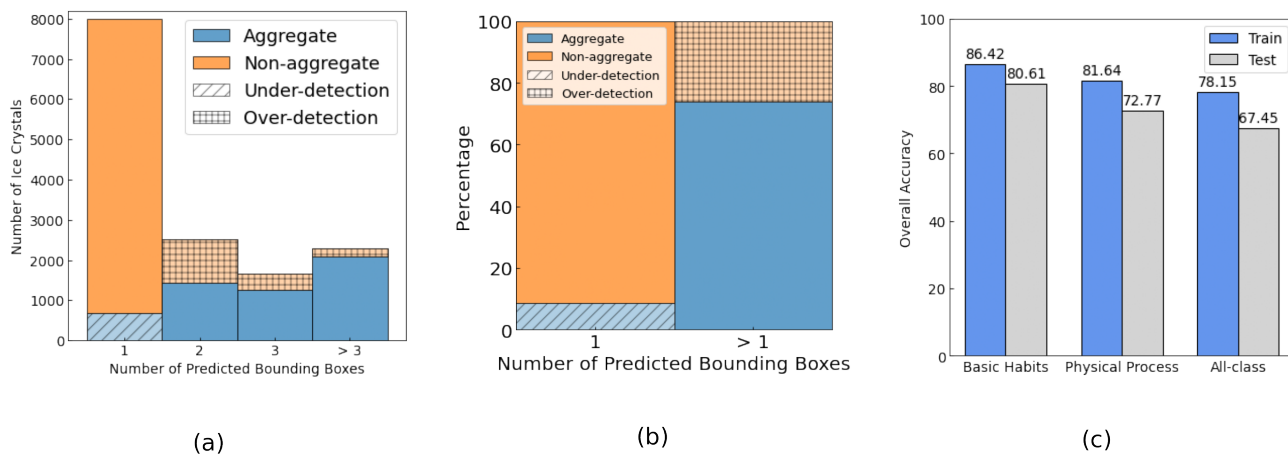 8000
7000
6000
5000
4000
3000
2000
1000
0
Number of Ice Crystals
Aggregate
Non-aggregate
Under-detection
Over-detection
1 2 3 > 3
Number of Predicted Bounding Boxes
(a)
100
80
60
40
20
0
Percentage
Aggregate
Non-aggregate
Under-detection
Over-detection
1 > 1
Number of Predicted Bounding Boxes
(b)
100
80
60
40
20
0
Overall Accuracy
Train
Test
86.42 80.61 81.64 72.77 78.15 67.45
Basic Habits Physical Process All-class
(c)